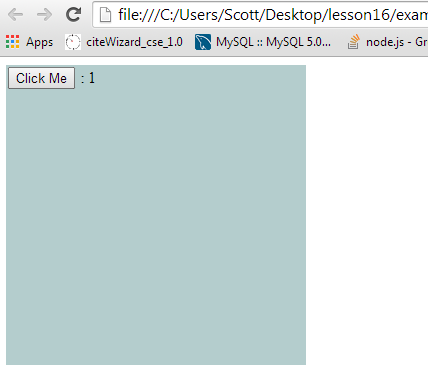 file:///C:/Users/Scott/Desktop/lesson16/exam
Apps citeWizard_cse_1.0 MySQL :: MySQL 5.0... node.js - Gr
Click Me : 1